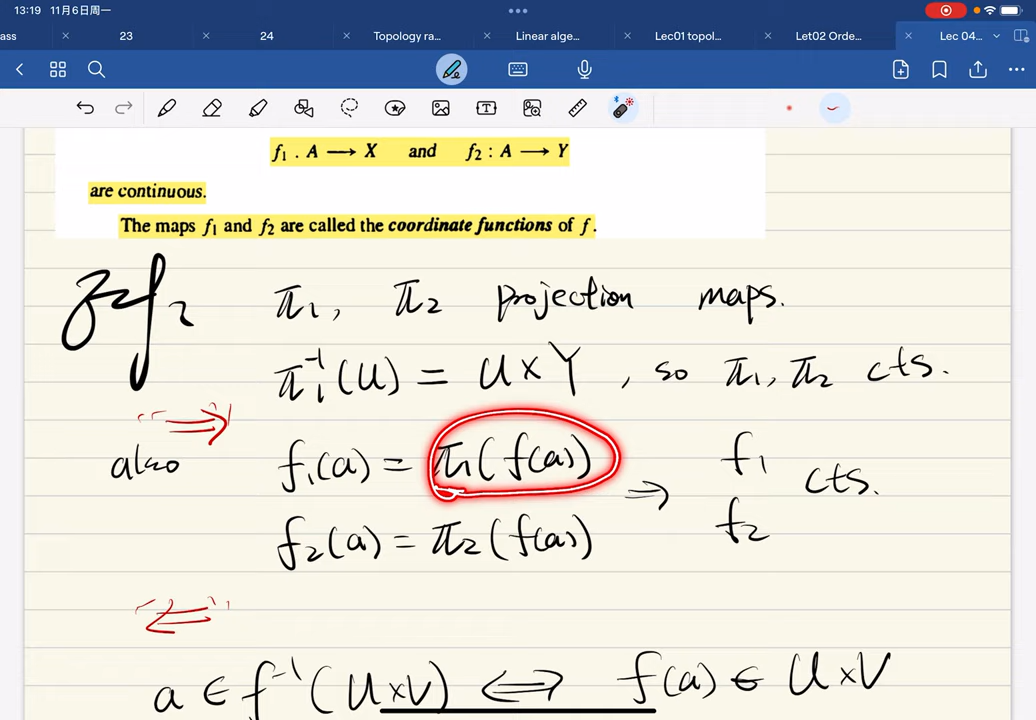 13:19 11月6日周一
ass 23 24 Topology ra... Linear alge... Lec01 topol... Let02 Orde... Lec 04...
f₁ . A → X and f₂ : A → Y
are continuous.
The maps f₁ and f₂ are called the coordinate functions of f.
π₁, π₂ projection maps.
π₁⁻¹(U) = U×Y, so π₁, π₂ cts.
"⇒"
also f₁(a) = π₁(f(a)) ⇒ f₁ cts.
f₂(a) = π₂(f(a)) f₂
"⇐"
a ∈ f⁻¹(U×V) ⇔ f(a) ∈ U×V